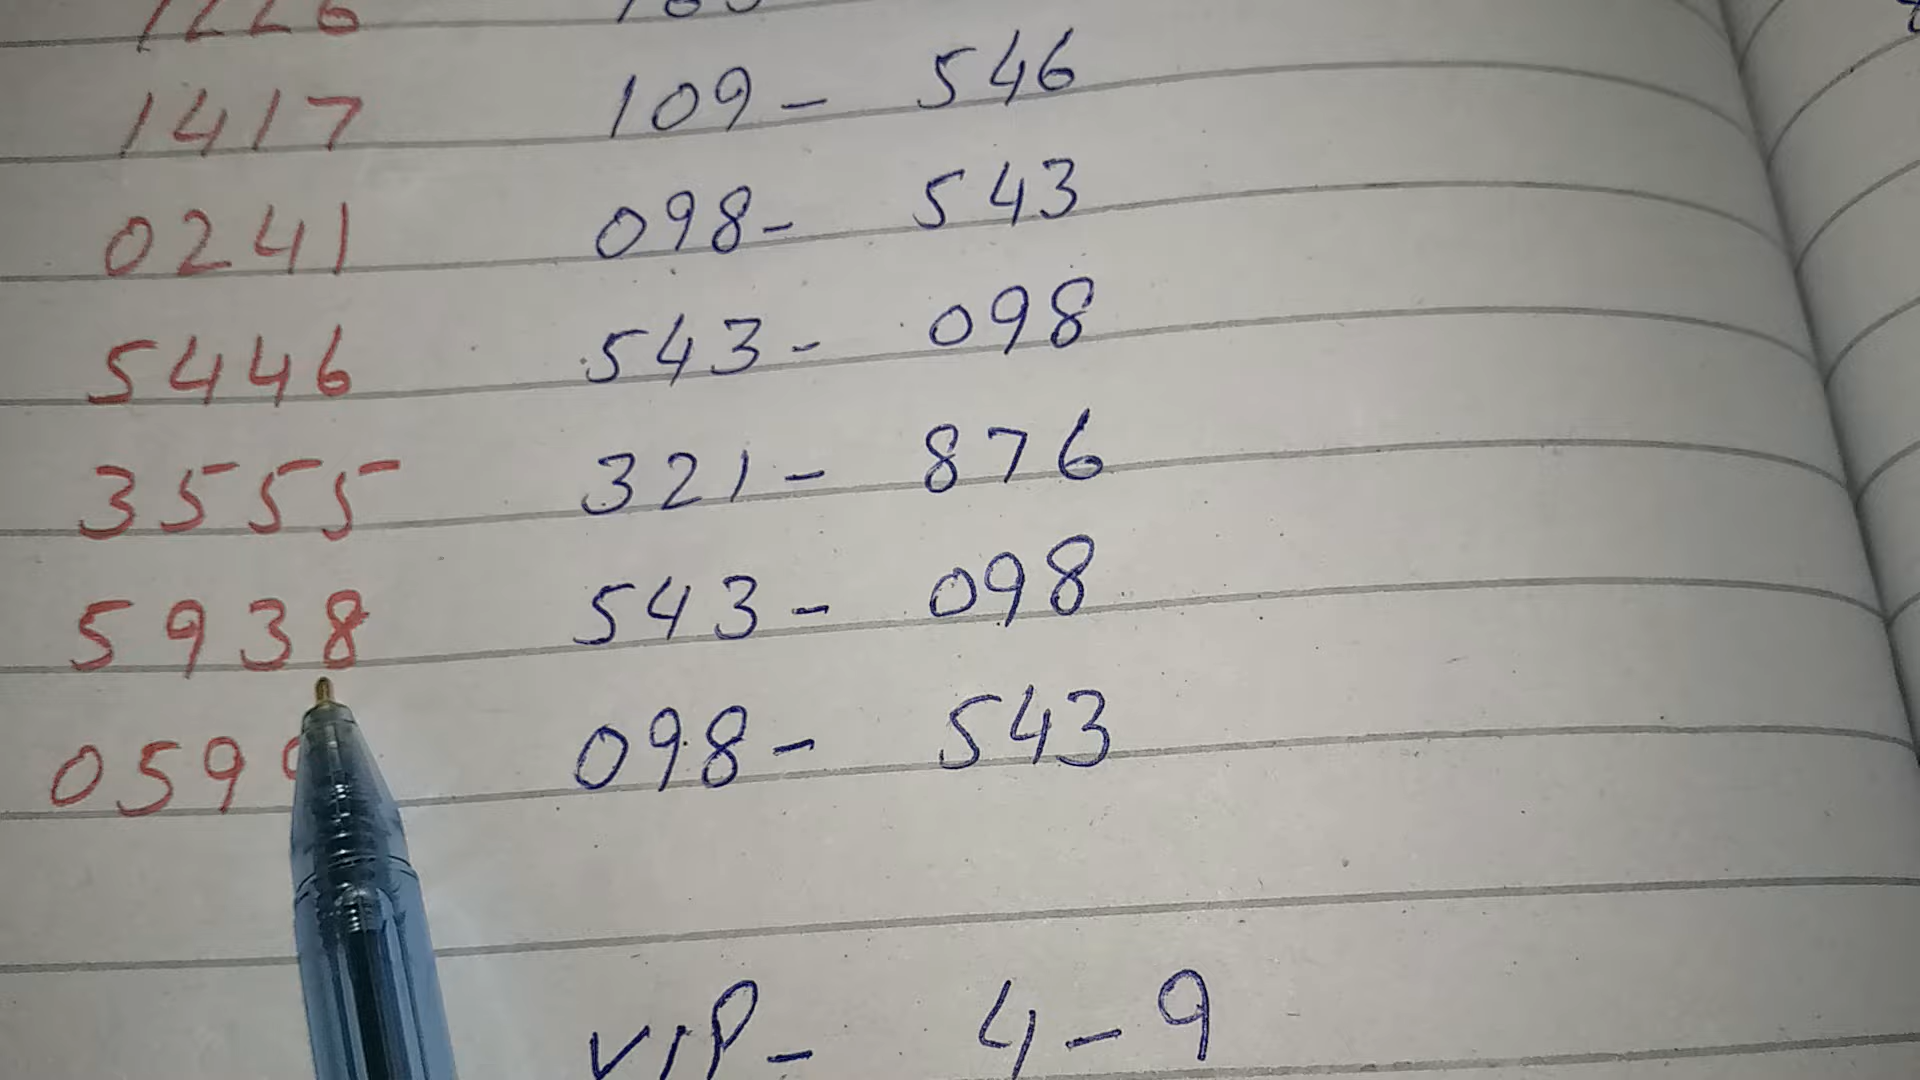 1226
1417 109 - 546
0241 098 - 543
5446 543 - 098
3555 321 - 876
5938 543 - 098
059 098 - 543
VIP - 4 - 9